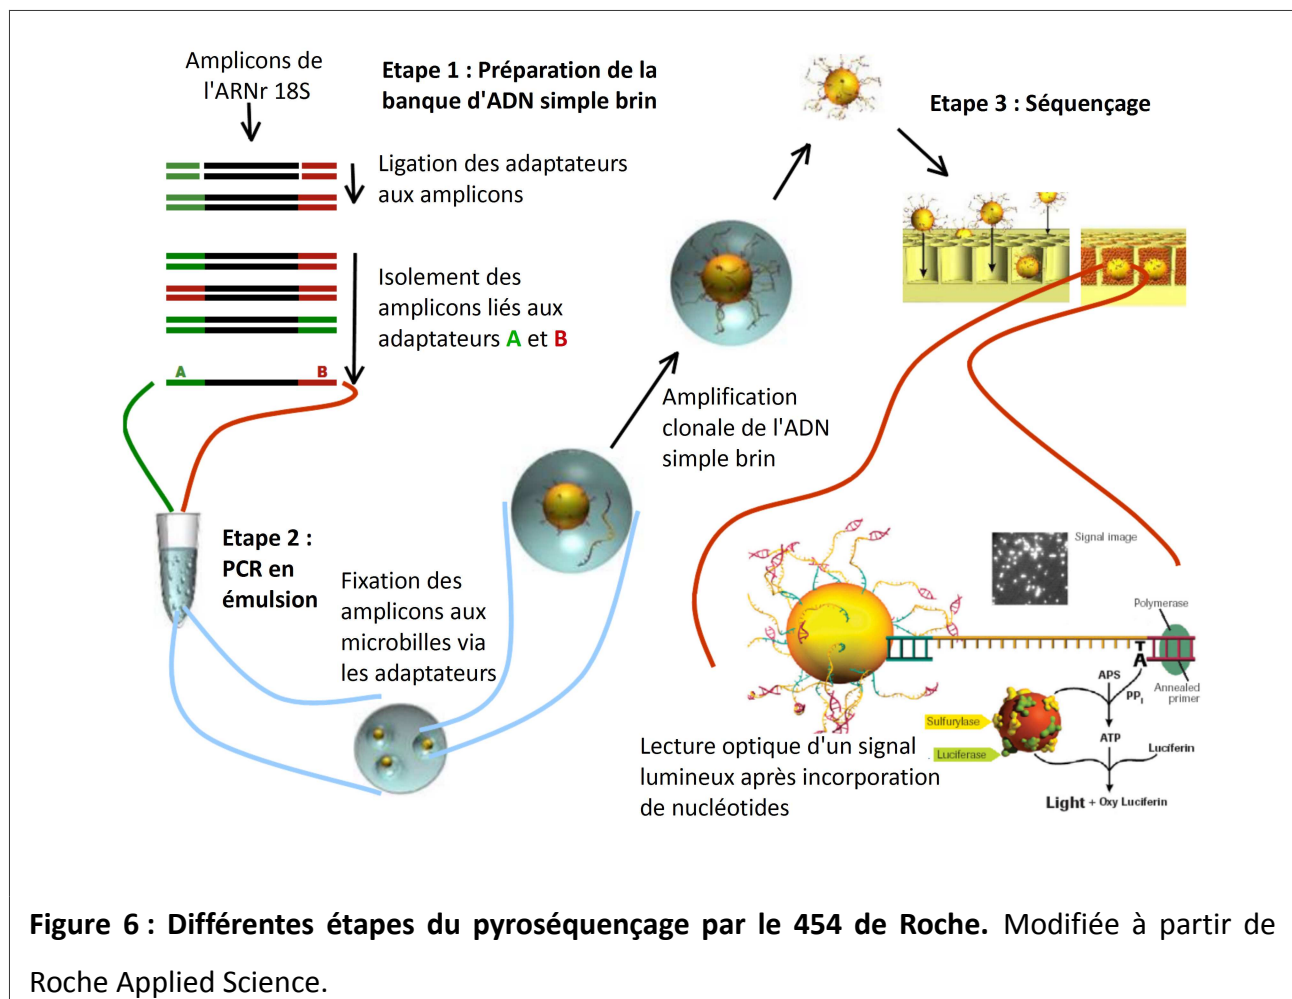 Amplicons de
l'ARNr 18S
Etape 1 : Préparation de la
banque d'ADN simple brin
Ligation des adaptateurs
aux amplicons
Isolement des
amplicons liés aux
adaptateurs A et B
A
B
Etape 2 :
PCR en
émulsion
Fixation des
amplicons aux
microbilles via
les adaptateurs
Amplification
clonale de l'ADN
simple brin
Etape 3 : Séquençage
Signal image
Polymerase
T
A
Annealed
primer
APS
PPi
Sulfurylase
Luciferase
ATP
Luciferin
Light + Oxy Luciferin
Lecture optique d'un signal
lumineux après incorporation
de nucléotides
Figure 6 : Différentes étapes du pyroséquençage par le 454 de Roche. Modifiée à partir de
Roche Applied Science.